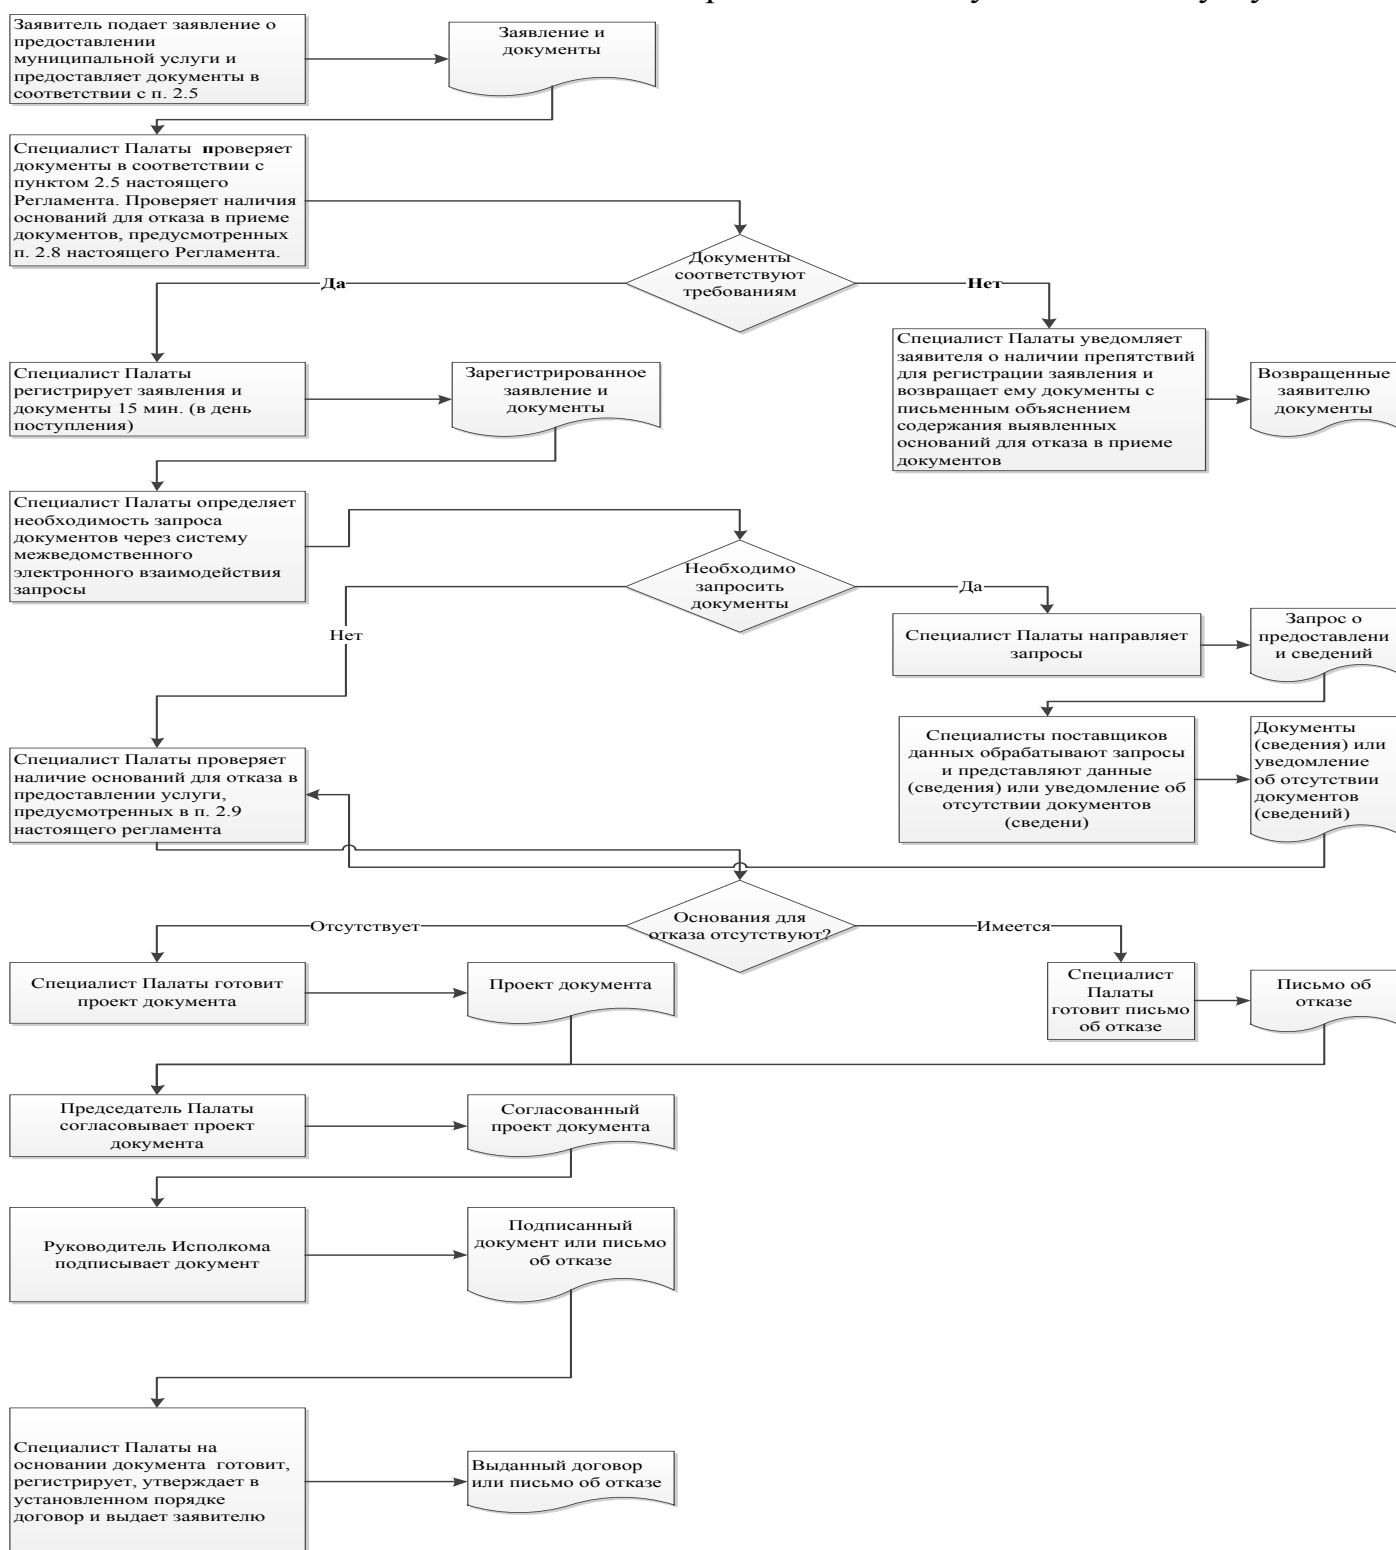 Заявитель подает заявление о
предоставлении
муниципальной услуги и
предоставляет документы в
соответствии с п. 2.5
Заявление и
документы
Специалист Палаты  проверяет
документы в соответствии с
пунктом 2.5 настоящего
Регламента. Проверяет наличия
оснований для отказа в приеме
документов, предусмотренных
п. 2.8 настоящего Регламента.
Документы
соответствуют
требованиям
Да
Нет
Специалист Палаты
регистрирует заявления и
документы 15 мин. (в день
поступления)
Зарегистрированное
заявление и
документы
Специалист Палаты уведомляет
заявителя о наличии препятствий
для регистрации заявления и
возвращает ему документы с
письменным объяснением
содержания выявленных
оснований для отказа в приеме
документов
Возвращенные
заявителю
документы
Специалист Палаты определяет
необходимость запроса
документов через систему
межведомственного
электронного взаимодействия
запросы
Необходимо
запросить
документы
Да
Нет
Специалист Палаты направляет
запросы
Запрос о
предоставлени
и сведений
Специалисты поставщиков
данных обрабатывают запросы
и представляют данные
(сведения) или уведомление об
отсутствии документов
(сведени)
Документы
(сведения) или
уведомление
об отсутствии
документов
(сведений)
Специалист Палаты проверяет
наличие оснований для отказа в
предоставлении услуги,
предусмотренных в п. 2.9
настоящего регламента
Основания для
отказа отсутствуют?
Отсутствует
Имеется
Специалист Палаты готовит
проект документа
Проект документа
Специалист
Палаты
готовит письмо
об отказе
Письмо об
отказе
Председатель Палаты
согласовывает проект
документа
Согласованный
проект документа
Руководитель Исполкома
подписывает документ
Подписанный
документ или письмо
об отказе
Специалист Палаты на
основании документа  готовит,
регистрирует, утверждает в
установленном порядке
договор и выдает заявителю
Выданный договор
или письмо об отказе